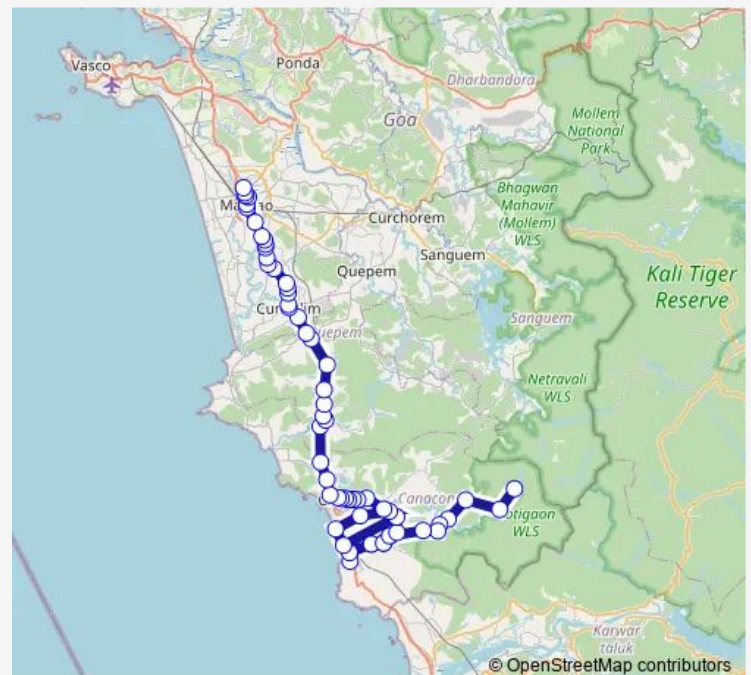 Vasco
Ponda
Dharbandora
Goa
Mollem
National
Park
Bhagwan
Mahavir
(Mollem)
WLS
Curchorem
Sanguem
Quepem
Kali Tiger
Reserve
Sanguem
Netravali
WLS
Canacon
WLS
Karwar
taluk
© OpenStreetMap contributors